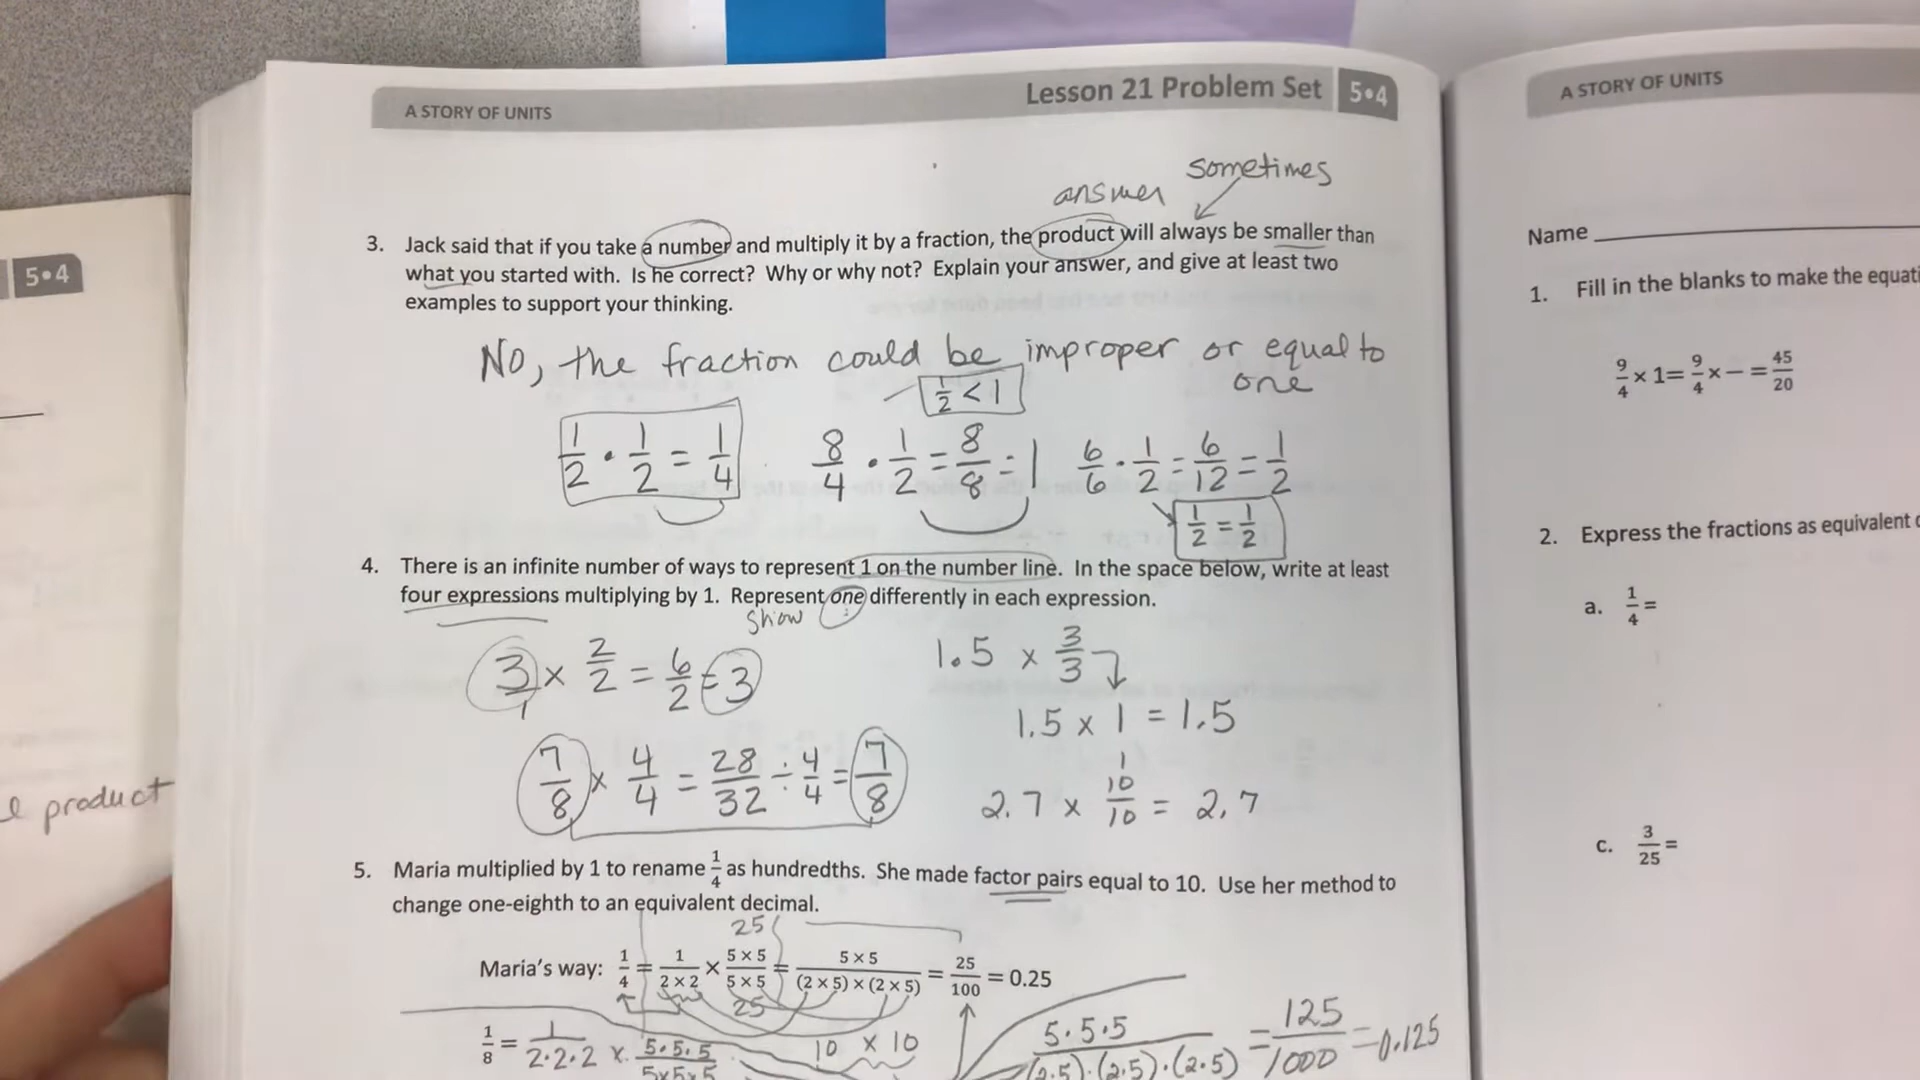 A STORY OF UNITS
Lesson 21 Problem Set 5•4
sometimes
answer
3. Jack said that if you take a number and multiply it by a fraction, the product will always be smaller than
what you started with. Is he correct? Why or why not? Explain your answer, and give at least two
examples to support your thinking.
No, the fraction could be improper or equal to
one
1/2 < 1
1/2 · 1/2 = 1/4
8/4 · 1/2 = 8/8 = 1
6/6 · 1/2 = 6/12 = 1/2
1/2 = 1/2
4. There is an infinite number of ways to represent 1 on the number line. In the space below, write at least
four expressions multiplying by 1. Represent one differently in each expression.
show
3/1 × 2/2 = 6/2 = 3
1.5 × 3/3
1.5 × 1 = 1.5
7/8 × 4/4 = 28/32 ÷ 4/4 = 7/8
1
2.7 × 10/10 = 2.7
5. Maria multiplied by 1 to rename 1/4 as hundredths. She made factor pairs equal to 10. Use her method to
change one-eighth to an equivalent decimal.
25
Maria's way: 1/4 = 1/(2 × 2) × (5 × 5)/(5 × 5) = (5 × 5)/((2 × 5) × (2 × 5)) = 25/100 = 0.25
25
1/8 = 1/(2·2·2) × (5·5·5)/(5×5×5)
10 × 10
(5·5·5)/((2·5)·(2·5)·(2·5)) = 125/1000 = 0.125
5•4
product
A STORY OF UNITS
Name
1. Fill in the blanks to make the
9/4 × 1 = 9/4 × — = 45/20
2. Express the fractions as equivalent
a. 1/4 =
c. 3/25 =